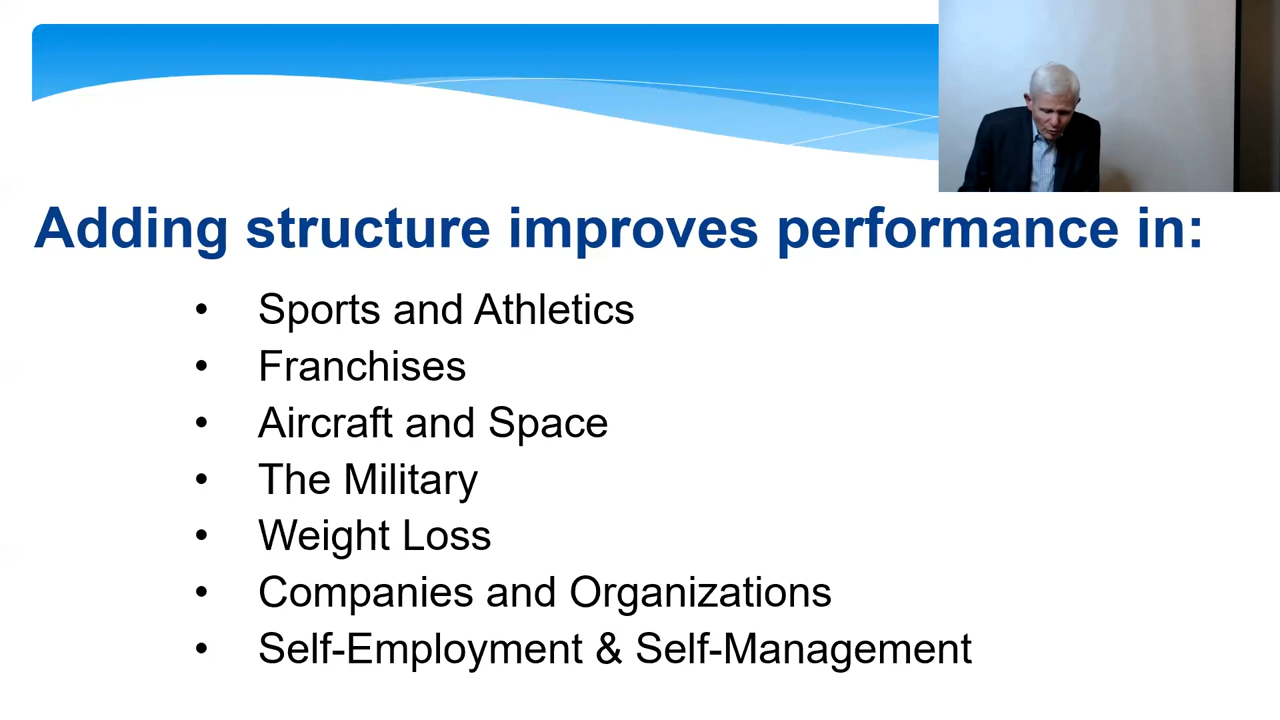 Adding structure improves performance in:
• Sports and Athletics
• Franchises
• Aircraft and Space
• The Military
• Weight Loss
• Companies and Organizations
• Self-Employment & Self-Management